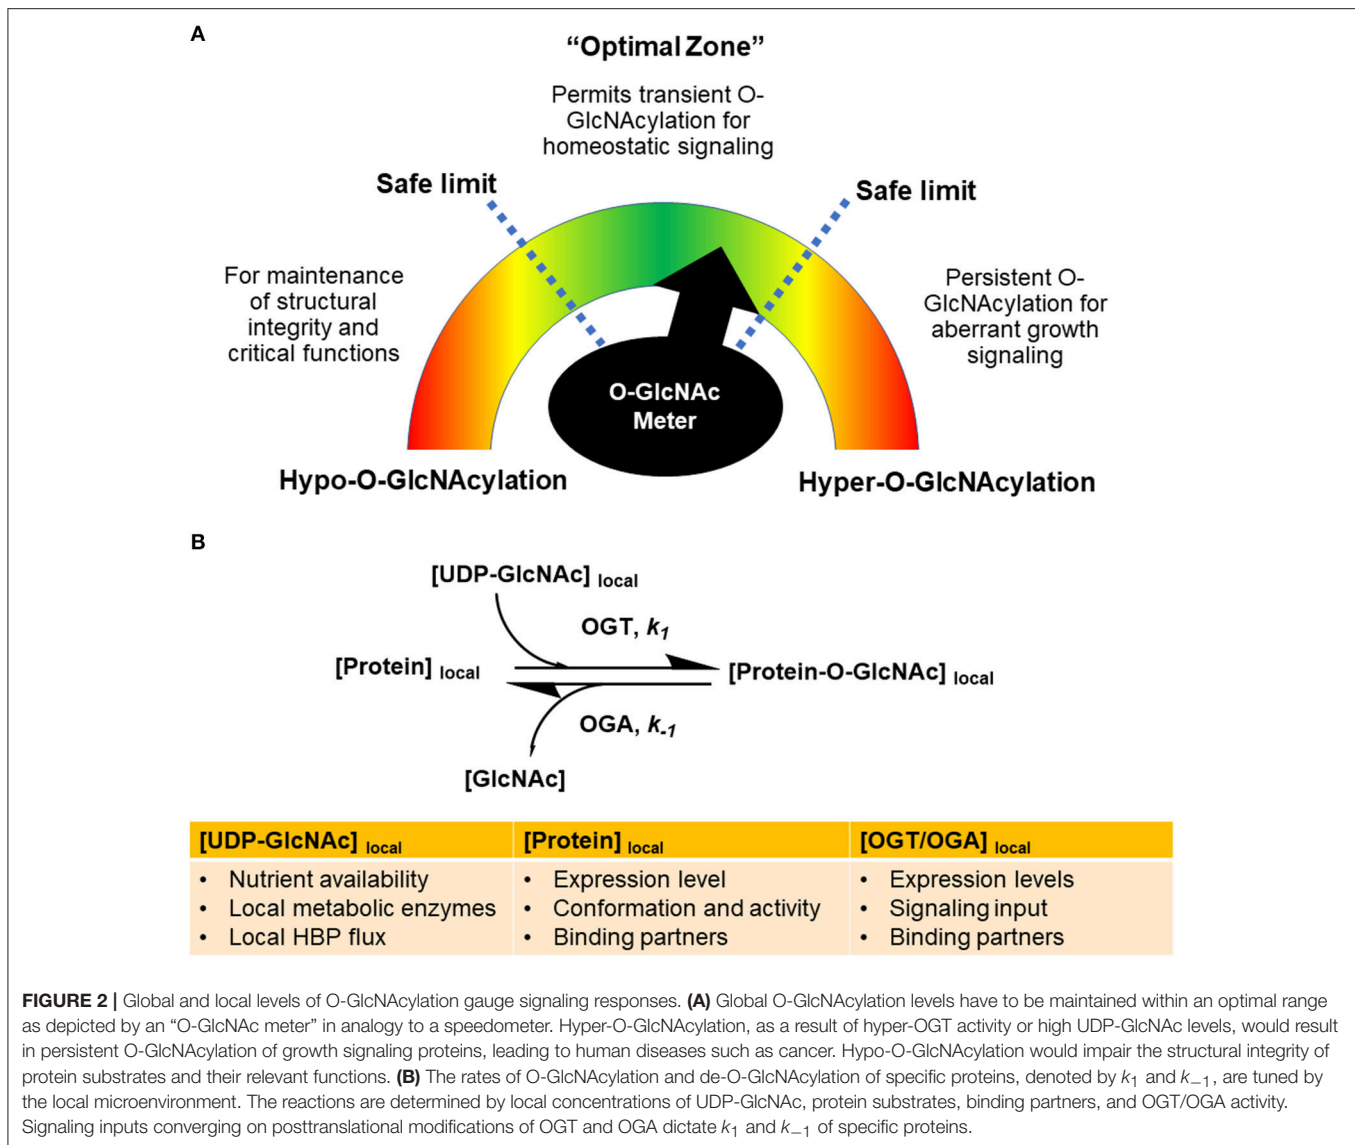 A
“Optimal Zone”
Permits transient O-
GlcNAcylation for
homeostatic signaling
Safe limit
Safe limit
For maintenance
of structural
integrity and
critical functions
Persistent O-
GlcNAcylation for
aberrant growth
signaling
O-GlcNAc
Meter
Hypo-O-GlcNAcylation
Hyper-O-GlcNAcylation
B
[UDP-GlcNAc] local
OGT, k1
[Protein] local
[Protein-O-GlcNAc] local
OGA, k-1
[GlcNAc]
[UDP-GlcNAc] local [Protein] local [OGT/OGA] local
• Nutrient availability • Expression level • Expression levels
• Local metabolic enzymes • Conformation and activity • Signaling input
• Local HBP flux • Binding partners • Binding partners
FIGURE 2 | Global and local levels of O-GlcNAcylation gauge signaling responses. (A) Global O-GlcNAcylation levels have to be maintained within an optimal range
as depicted by an “O-GlcNAc meter” in analogy to a speedometer. Hyper-O-GlcNAcylation, as a result of hyper-OGT activity or high UDP-GlcNAc levels, would result
in persistent O-GlcNAcylation of growth signaling proteins, leading to human diseases such as cancer. Hypo-O-GlcNAcylation would impair the structural integrity of
protein substrates and their relevant functions. (B) The rates of O-GlcNAcylation and de-O-GlcNAcylation of specific proteins, denoted by k1 and k−1, are tuned by
the local microenvironment. The reactions are determined by local concentrations of UDP-GlcNAc, protein substrates, binding partners, and OGT/OGA activity.
Signaling inputs converging on posttranslational modifications of OGT and OGA dictate k1 and k−1 of specific proteins.